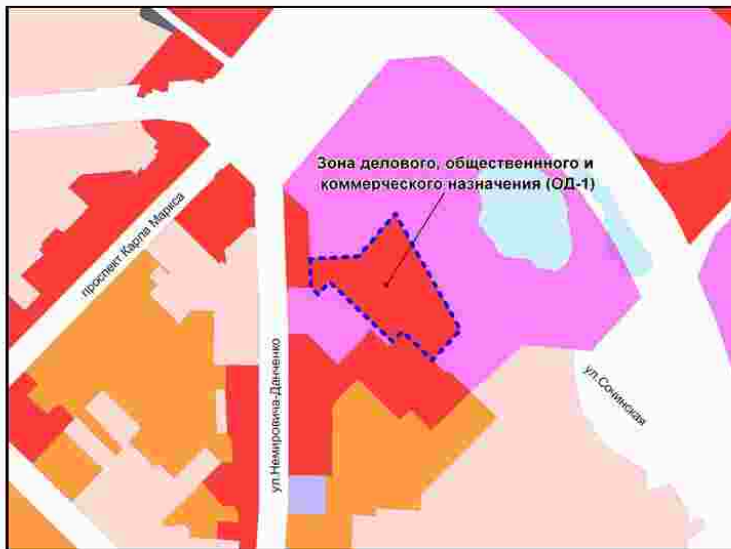 Зона делового, общественнного и
коммерческого назначения (ОД-1)
проспект Карла Маркса
ул.Немировича-Данченко
ул.Сочинская